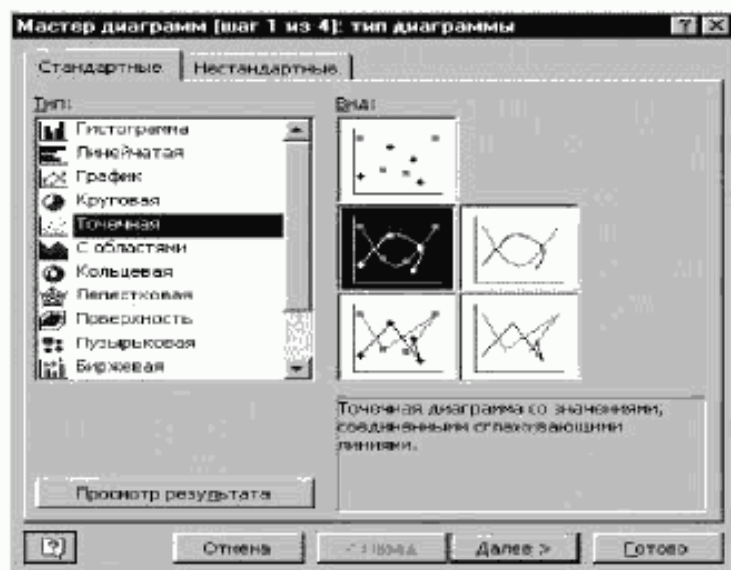 Мастер диаграмм [шаг 1 из 4]: тип диаграммы
Стандартные
Нестандартные
Тип:
Гистограмма
Линейчатая
График
Круговая
Точечная
С областями
Кольцевая
Лепестковая
Поверхность
Пузырьковая
Биржевая
Вид:
Точечная диаграмма со значениями,
соединенными сглаживающими
линиями.
Просмотр результата
Отмена
< Назад
Далее >
Готово